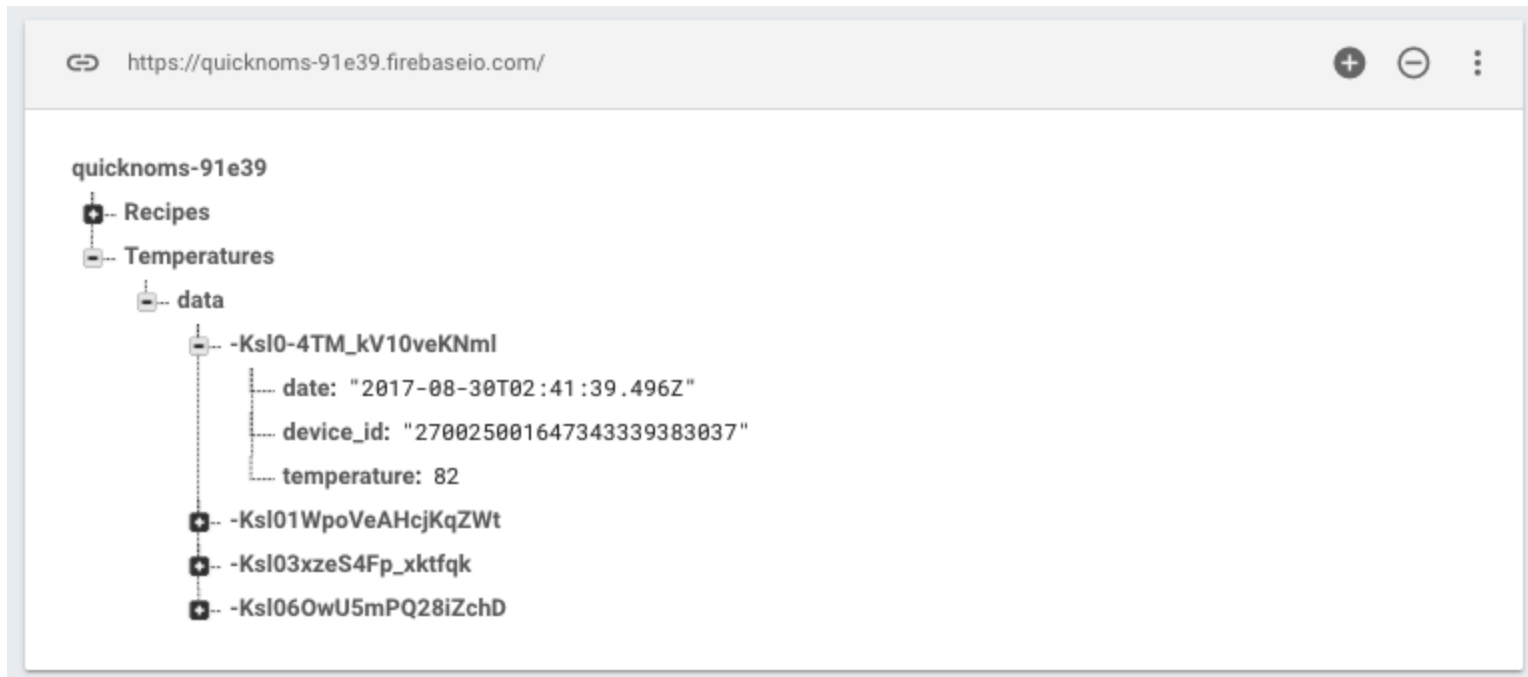 https://quicknoms-91e39.firebaseio.com/
quicknoms-91e39
Recipes
Temperatures
data
-Ksl0-4TM_kV10veKNml
date: "2017-08-30T02:41:39.496Z"
device_id: "270025001647343339383037"
temperature: 82
-Ksl01WpoVeAHcjKqZWt
-Ksl03xzeS4Fp_xktfqk
-Ksl06OwU5mPQ28iZchD